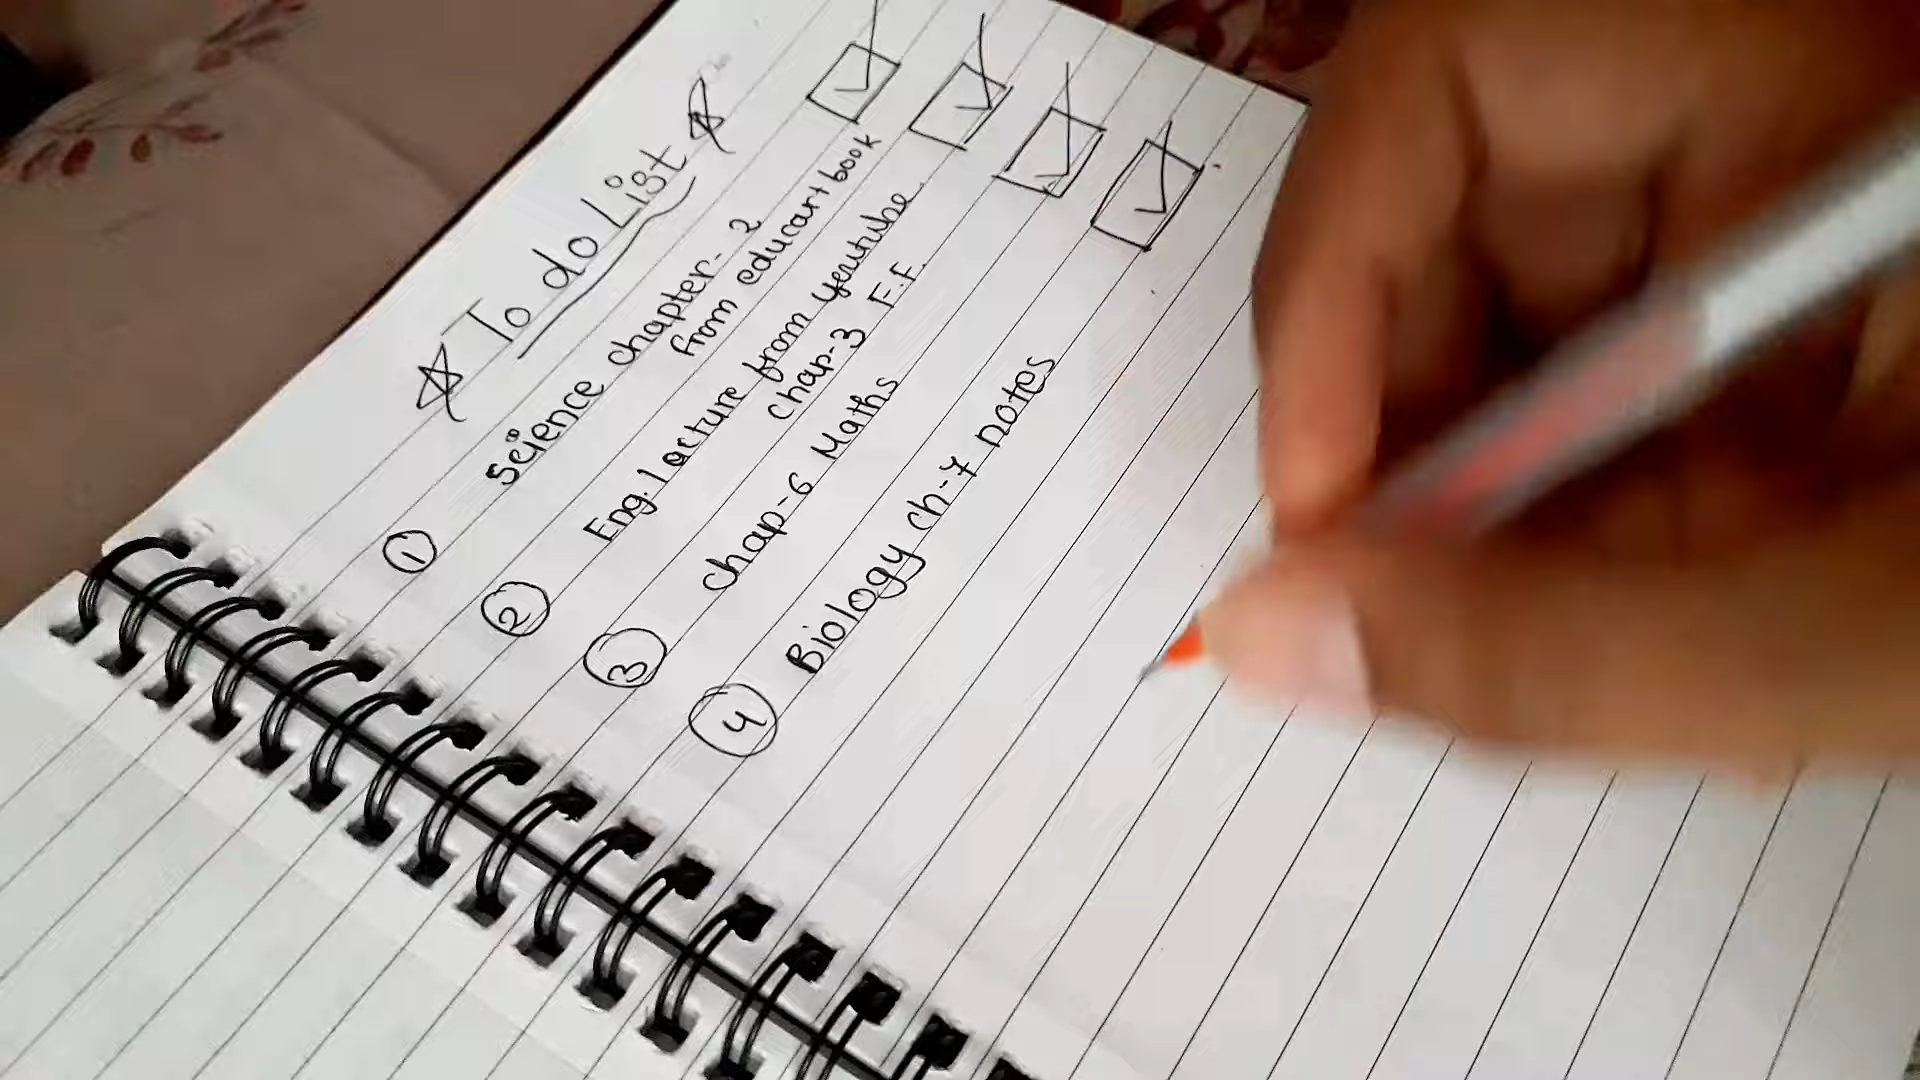 To do List
① Science chapter-2
from educart book
② Eng. lacture from youtube
chap-3 F.F.
③ chap-6 Maths
④ Biology ch-7 notes